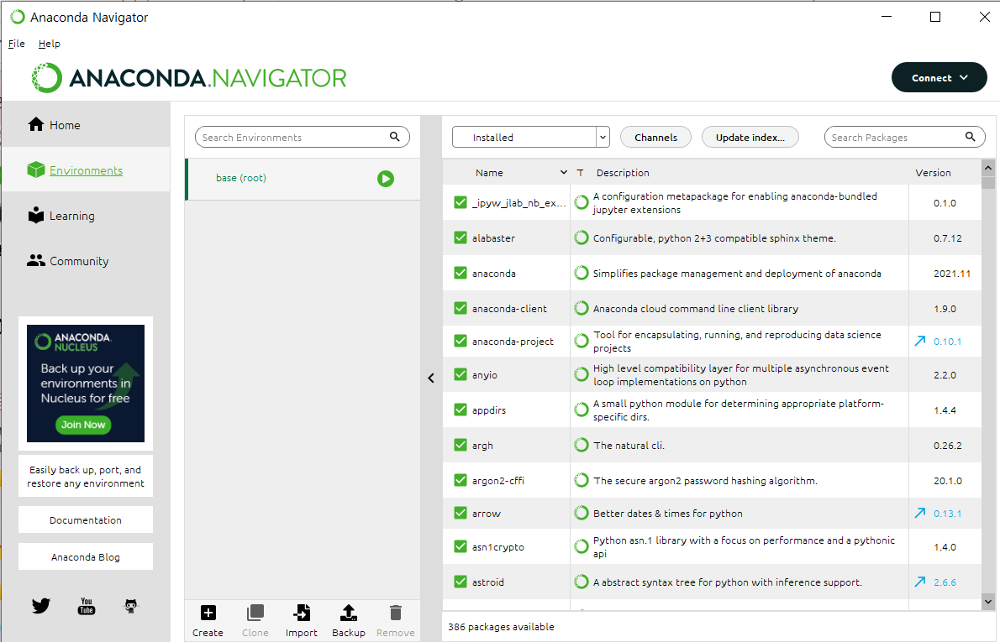 Anaconda Navigator
File Help
ANACONDA.NAVIGATOR
Connect
Home
Environments
Learning
Community
ANACONDA.
NUCLEUS
Back up your
environments in
Nucleus for free
Join Now
Easily back up, port, and
restore any environment
Documentation
Anaconda Blog
You
Tube
Search Environments
base (root)
Create Clone Import Backup Remove
Installed Channels Update index... Search Packages
Name T Description Version
_ipyw_jlab_nb_ex... A configuration metapackage for enabling anaconda-bundled
jupyter extensions 0.1.0
alabaster Configurable, python 2+3 compatible sphinx theme. 0.7.12
anaconda Simplifies package management and deployment of anaconda 2021.11
anaconda-client Anaconda cloud command line client library 1.9.0
anaconda-project Tool for encapsulating, running, and reproducing data science
projects 0.10.1
anyio High level compatibility layer for multiple asynchronous event
loop implementations on python 2.2.0
appdirs A small python module for determining appropriate platform-
specific dirs. 1.4.4
argh The natural cli. 0.26.2
argon2-cffi The secure argon2 password hashing algorithm. 20.1.0
arrow Better dates & times for python 0.13.1
asn1crypto Python asn.1 library with a focus on performance and a pythonic
api 1.4.0
astroid A abstract syntax tree for python with inference support. 2.6.6
386 packages available